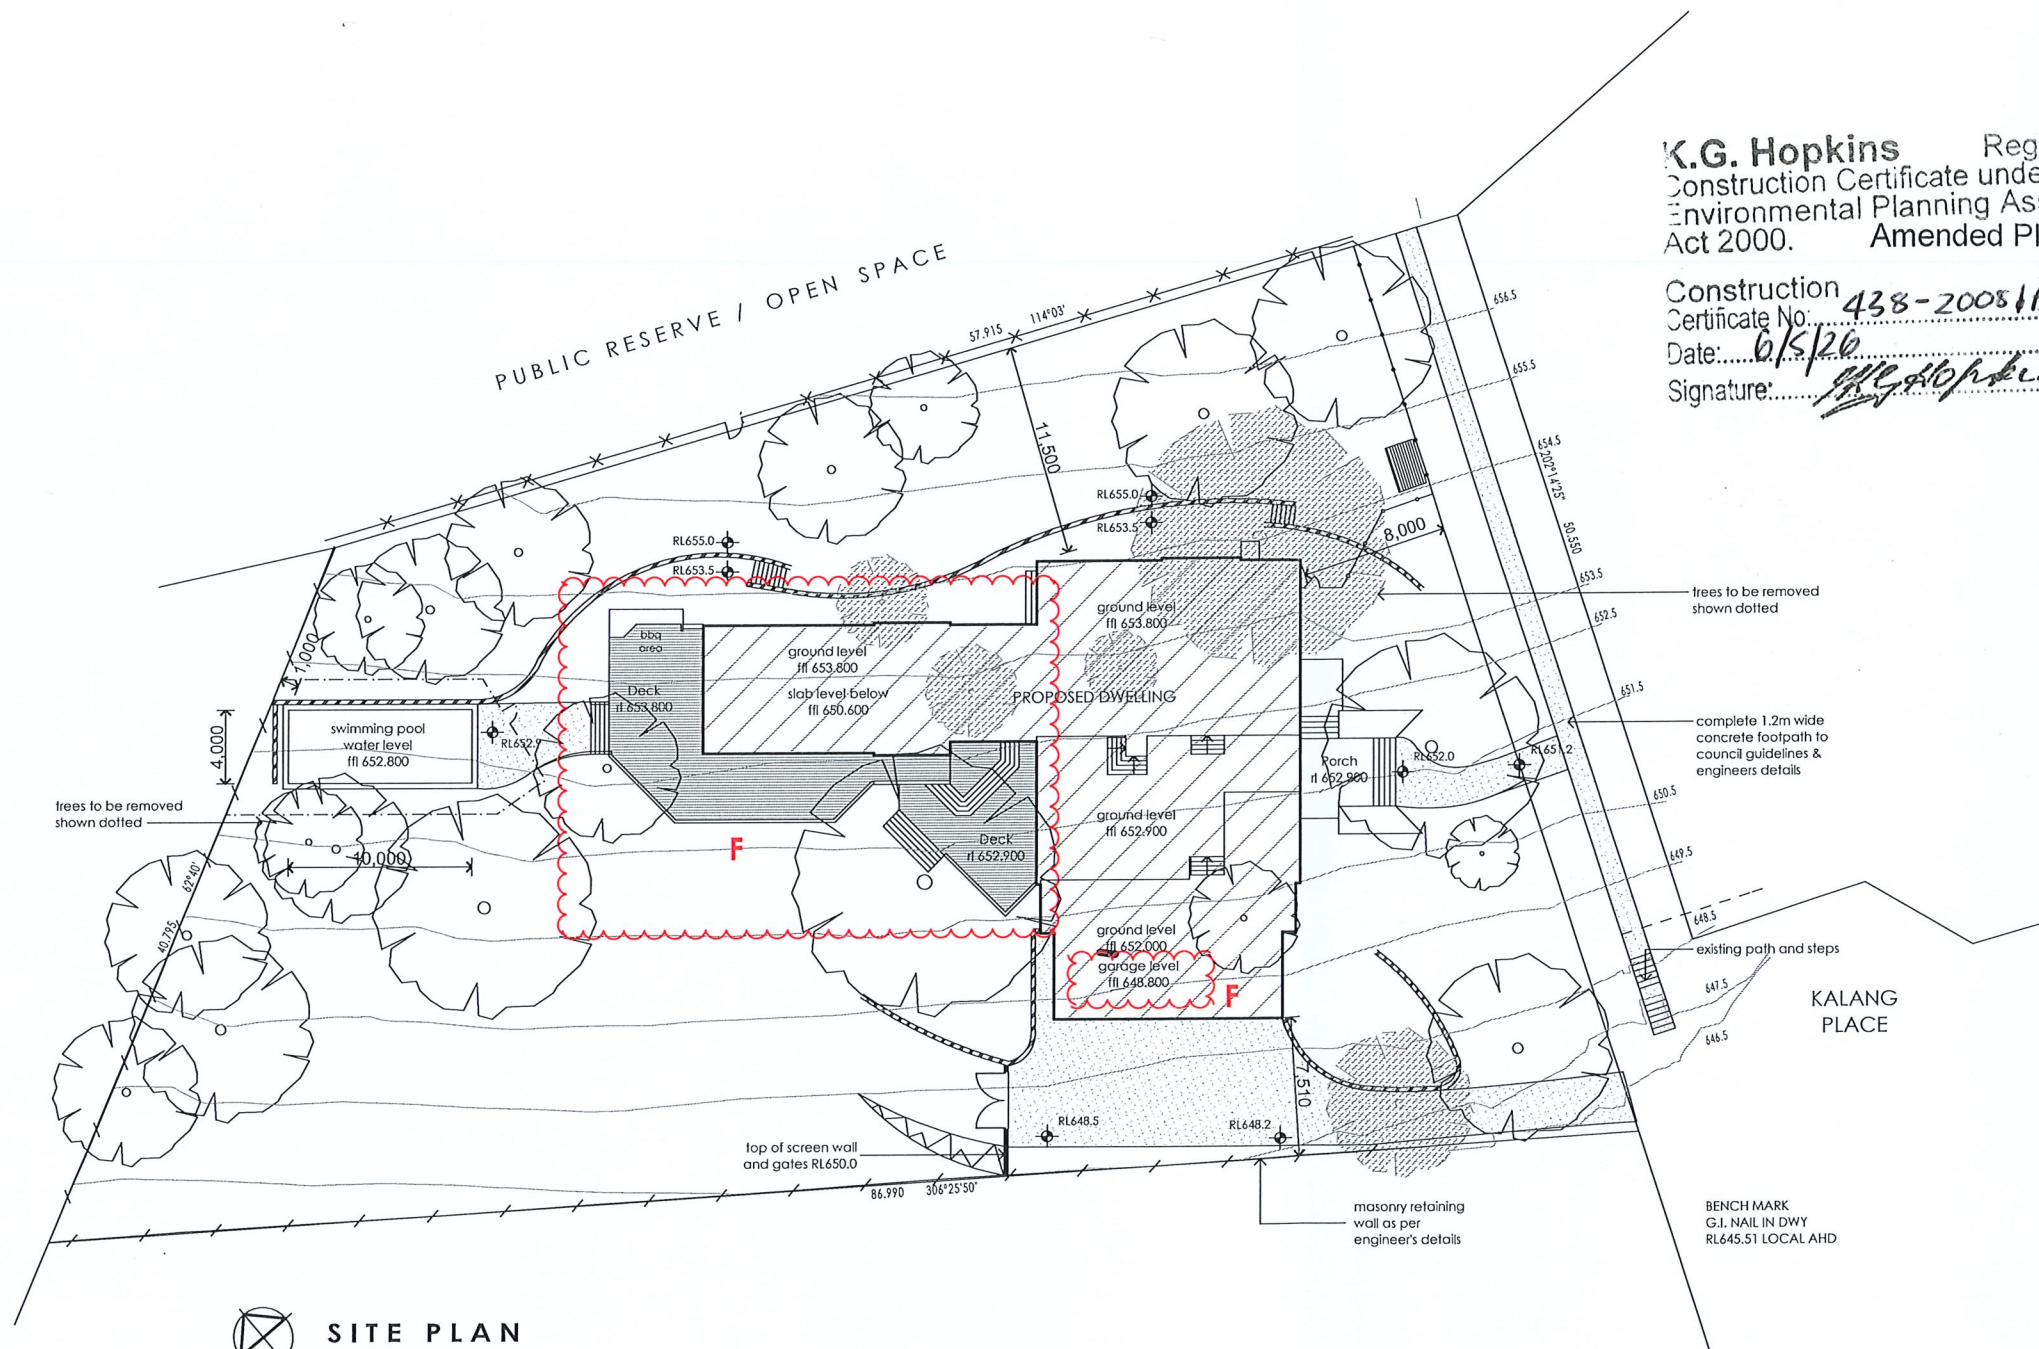 K.G. Hopkins Reg
Construction Certificate unde
Environmental Planning Ass
Act 2000. Amended Pl
Construction
Certificate No: 438-2008/1
Date: 6/5/26
Signature:
PUBLIC RESERVE / OPEN SPACE
57.915 114°03'
656.5
655.5
654.5
202°14'25"
50.550
653.5
652.5
651.5
650.5
649.5
648.5
647.5
646.5
11,500
8,000
RL655.0
RL653.5
RL655.0
RL653.5
trees to be removed
shown dotted
ground level
ffl 653.800
bbq
area
ground level
ffl 653.800
slab level below
ffl 650.600
Deck
rl 653.800
PROPOSED DWELLING
1,000
4,000
swimming pool
water level
ffl 652.800
RL652.
complete 1.2m wide
concrete footpath to
council guidelines &
engineers details
Porch
rl 652.900
RL652.0
RL651.2
trees to be removed
shown dotted
10,000
F
Deck
rl 652.900
ground level
ffl 652.900
62°40'
40.795
ground level
ffl 652.000
garage level
ffl 648.800
F
existing path and steps
KALANG
PLACE
7,510
RL648.5
RL648.2
top of screen wall
and gates RL650.0
86.990 306°25'50"
masonry retaining
wall as per
engineer's details
BENCH MARK
G.I. NAIL IN DWY
RL645.51 LOCAL AHD
SITE PLAN